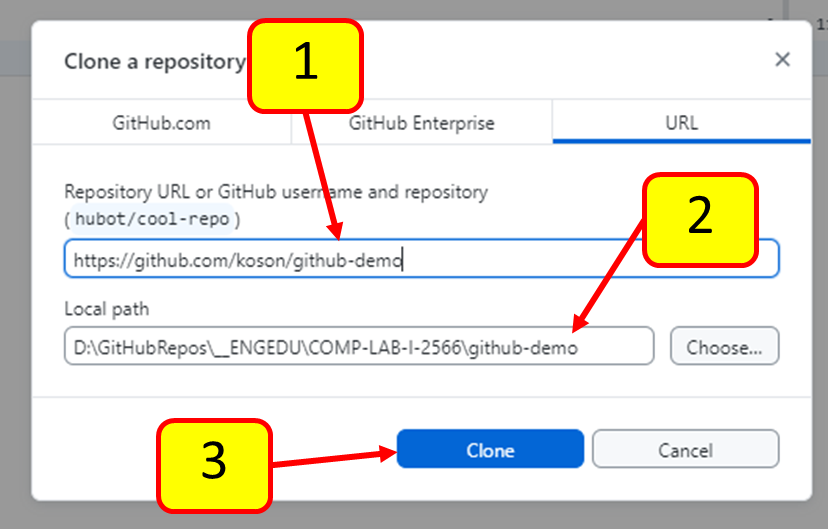 1
Clone a repository
GitHub.com
GitHub Enterprise
URL
Repository URL or GitHub username and repository
(hubot/cool-repo)
2
https://github.com/koson/github-demo
Local path
D:\GitHubRepos\__ENGEDU\COMP-LAB-I-2566\github-demo
Choose...
3
Clone
Cancel